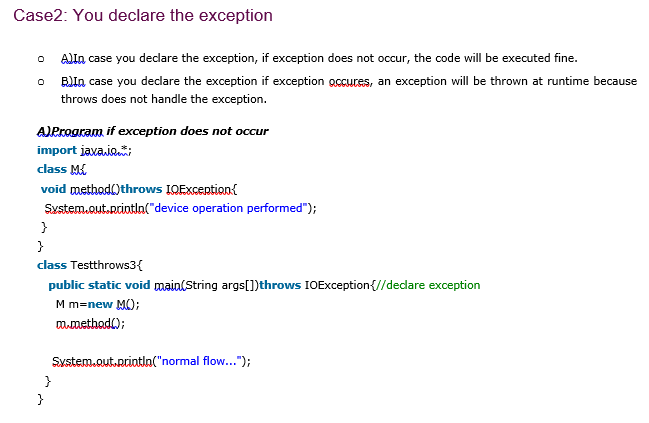 Case2: You declare the exception
o A)In case you declare the exception, if exception does not occur, the code will be executed fine.
o B)In case you declare the exception if exception occures, an exception will be thrown at runtime because
throws does not handle the exception.
A)Program if exception does not occur
import java.io.*;
class M{
void method()throws IOException{
System.out.println("device operation performed");
}
}
class Testthrows3{
public static void main(String args[])throws IOException{//declare exception
M m=new M();
m.method();
System.out.println("normal flow...");
}
}